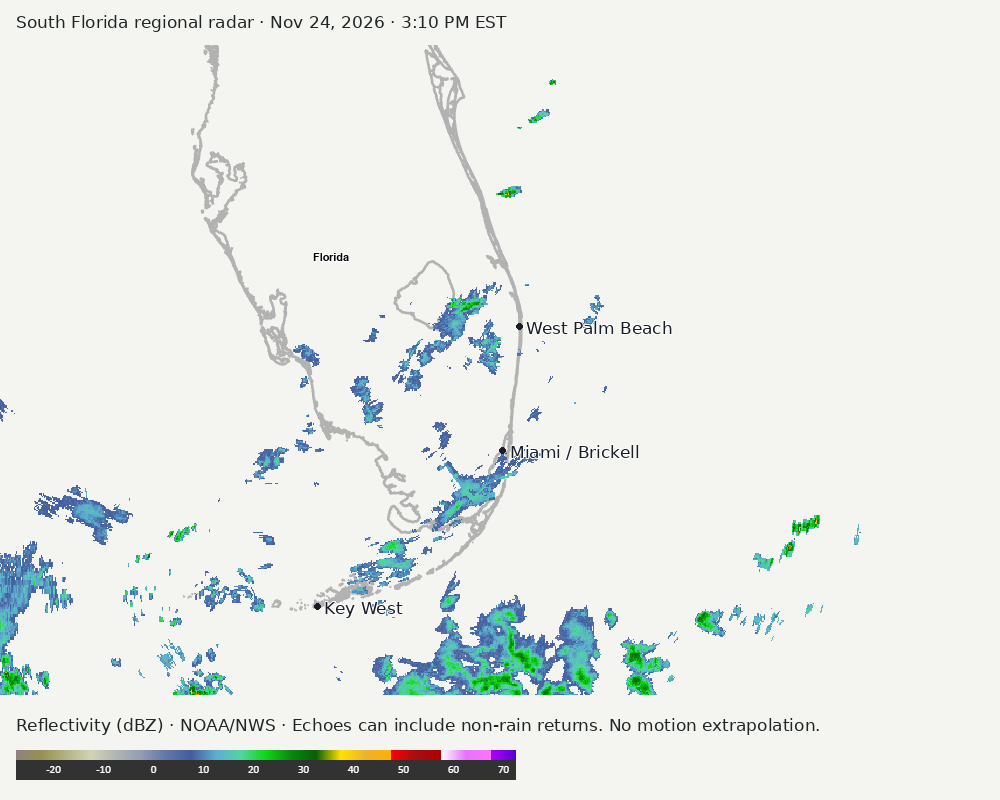 South Florida regional radar · Nov 24, 2026 · 3:10 PM EST
Florida
West Palm Beach
Miami / Brickell
Key West
Reflectivity (dBZ) · NOAA/NWS · Echoes can include non-rain returns. No motion extrapolation.
-20 -10 0 10 20 30 40 50 60 70